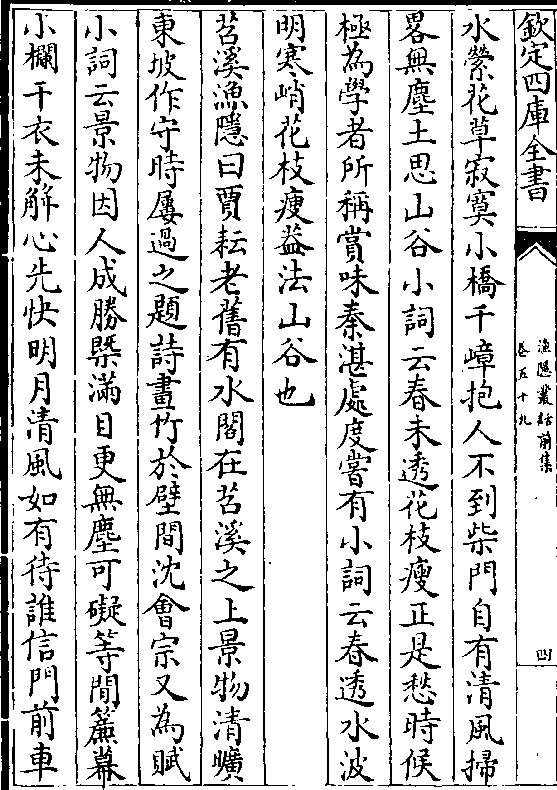 欽定四庫全書
漁隱叢話前集
卷五十九
四
水縈花草寂寞小橋千嶂抱人不到柴門自有清風掃
畧無塵土思山谷小詞云春未透花枝瘦正是愁時候
極為學者所稱賞味秦湛處度嘗有小詞云春透水波
明寒峭花枝瘦葢法山谷也
苕溪漁隱曰賈耘老舊有水閣在苕溪之上景物清曠
東坡作守時屢過之題詩畫竹於壁間沈會宗又為賦
小詞云景物因人成勝槩滿目更無塵可礙等閒簾幕
小欄干衣未解心先快明月清風如有待誰信門前車